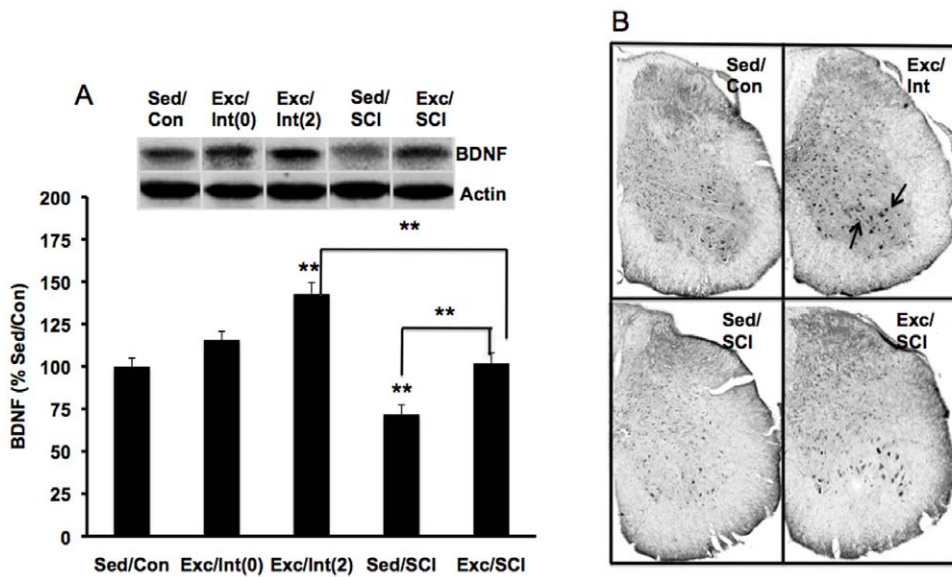 A
Sed/ Exc/ Exc/ Sed/ Exc/
Con Int(0) Int(2) SCI SCI
BDNF
Actin
200
175
150
125
100
75
50
25
0
BDNF (% Sed/Con)
**
**
**
**
Sed/Con Exc/Int(0) Exc/Int(2) Sed/SCI Exc/SCI
B
Sed/
Con
Exc/
Int
Sed/
SCI
Exc/
SCI